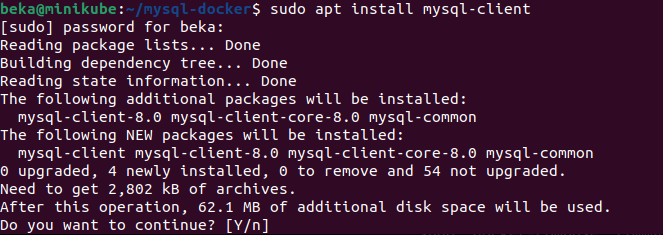 beka@minikube:~/mysql-docker$ sudo apt install mysql-client
[sudo] password for beka:
Reading package lists... Done
Building dependency tree... Done
Reading state information... Done
The following additional packages will be installed:
  mysql-client-8.0 mysql-client-core-8.0 mysql-common
The following NEW packages will be installed:
  mysql-client mysql-client-8.0 mysql-client-core-8.0 mysql-common
0 upgraded, 4 newly installed, 0 to remove and 54 not upgraded.
Need to get 2,802 kB of archives.
After this operation, 62.1 MB of additional disk space will be used.
Do you want to continue? [Y/n]